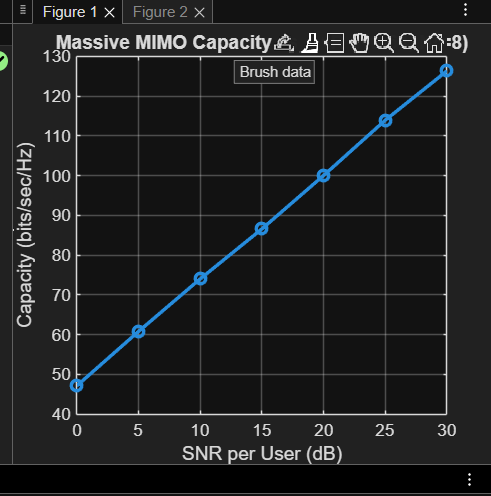 Figure 1 × Figure 2 ×
Massive MIMO Capacity :8)
Brush data
130
120
110
100
90
80
70
60
50
40
Capacity (bits/sec/Hz)
0 5 10 15 20 25 30
SNR per User (dB)